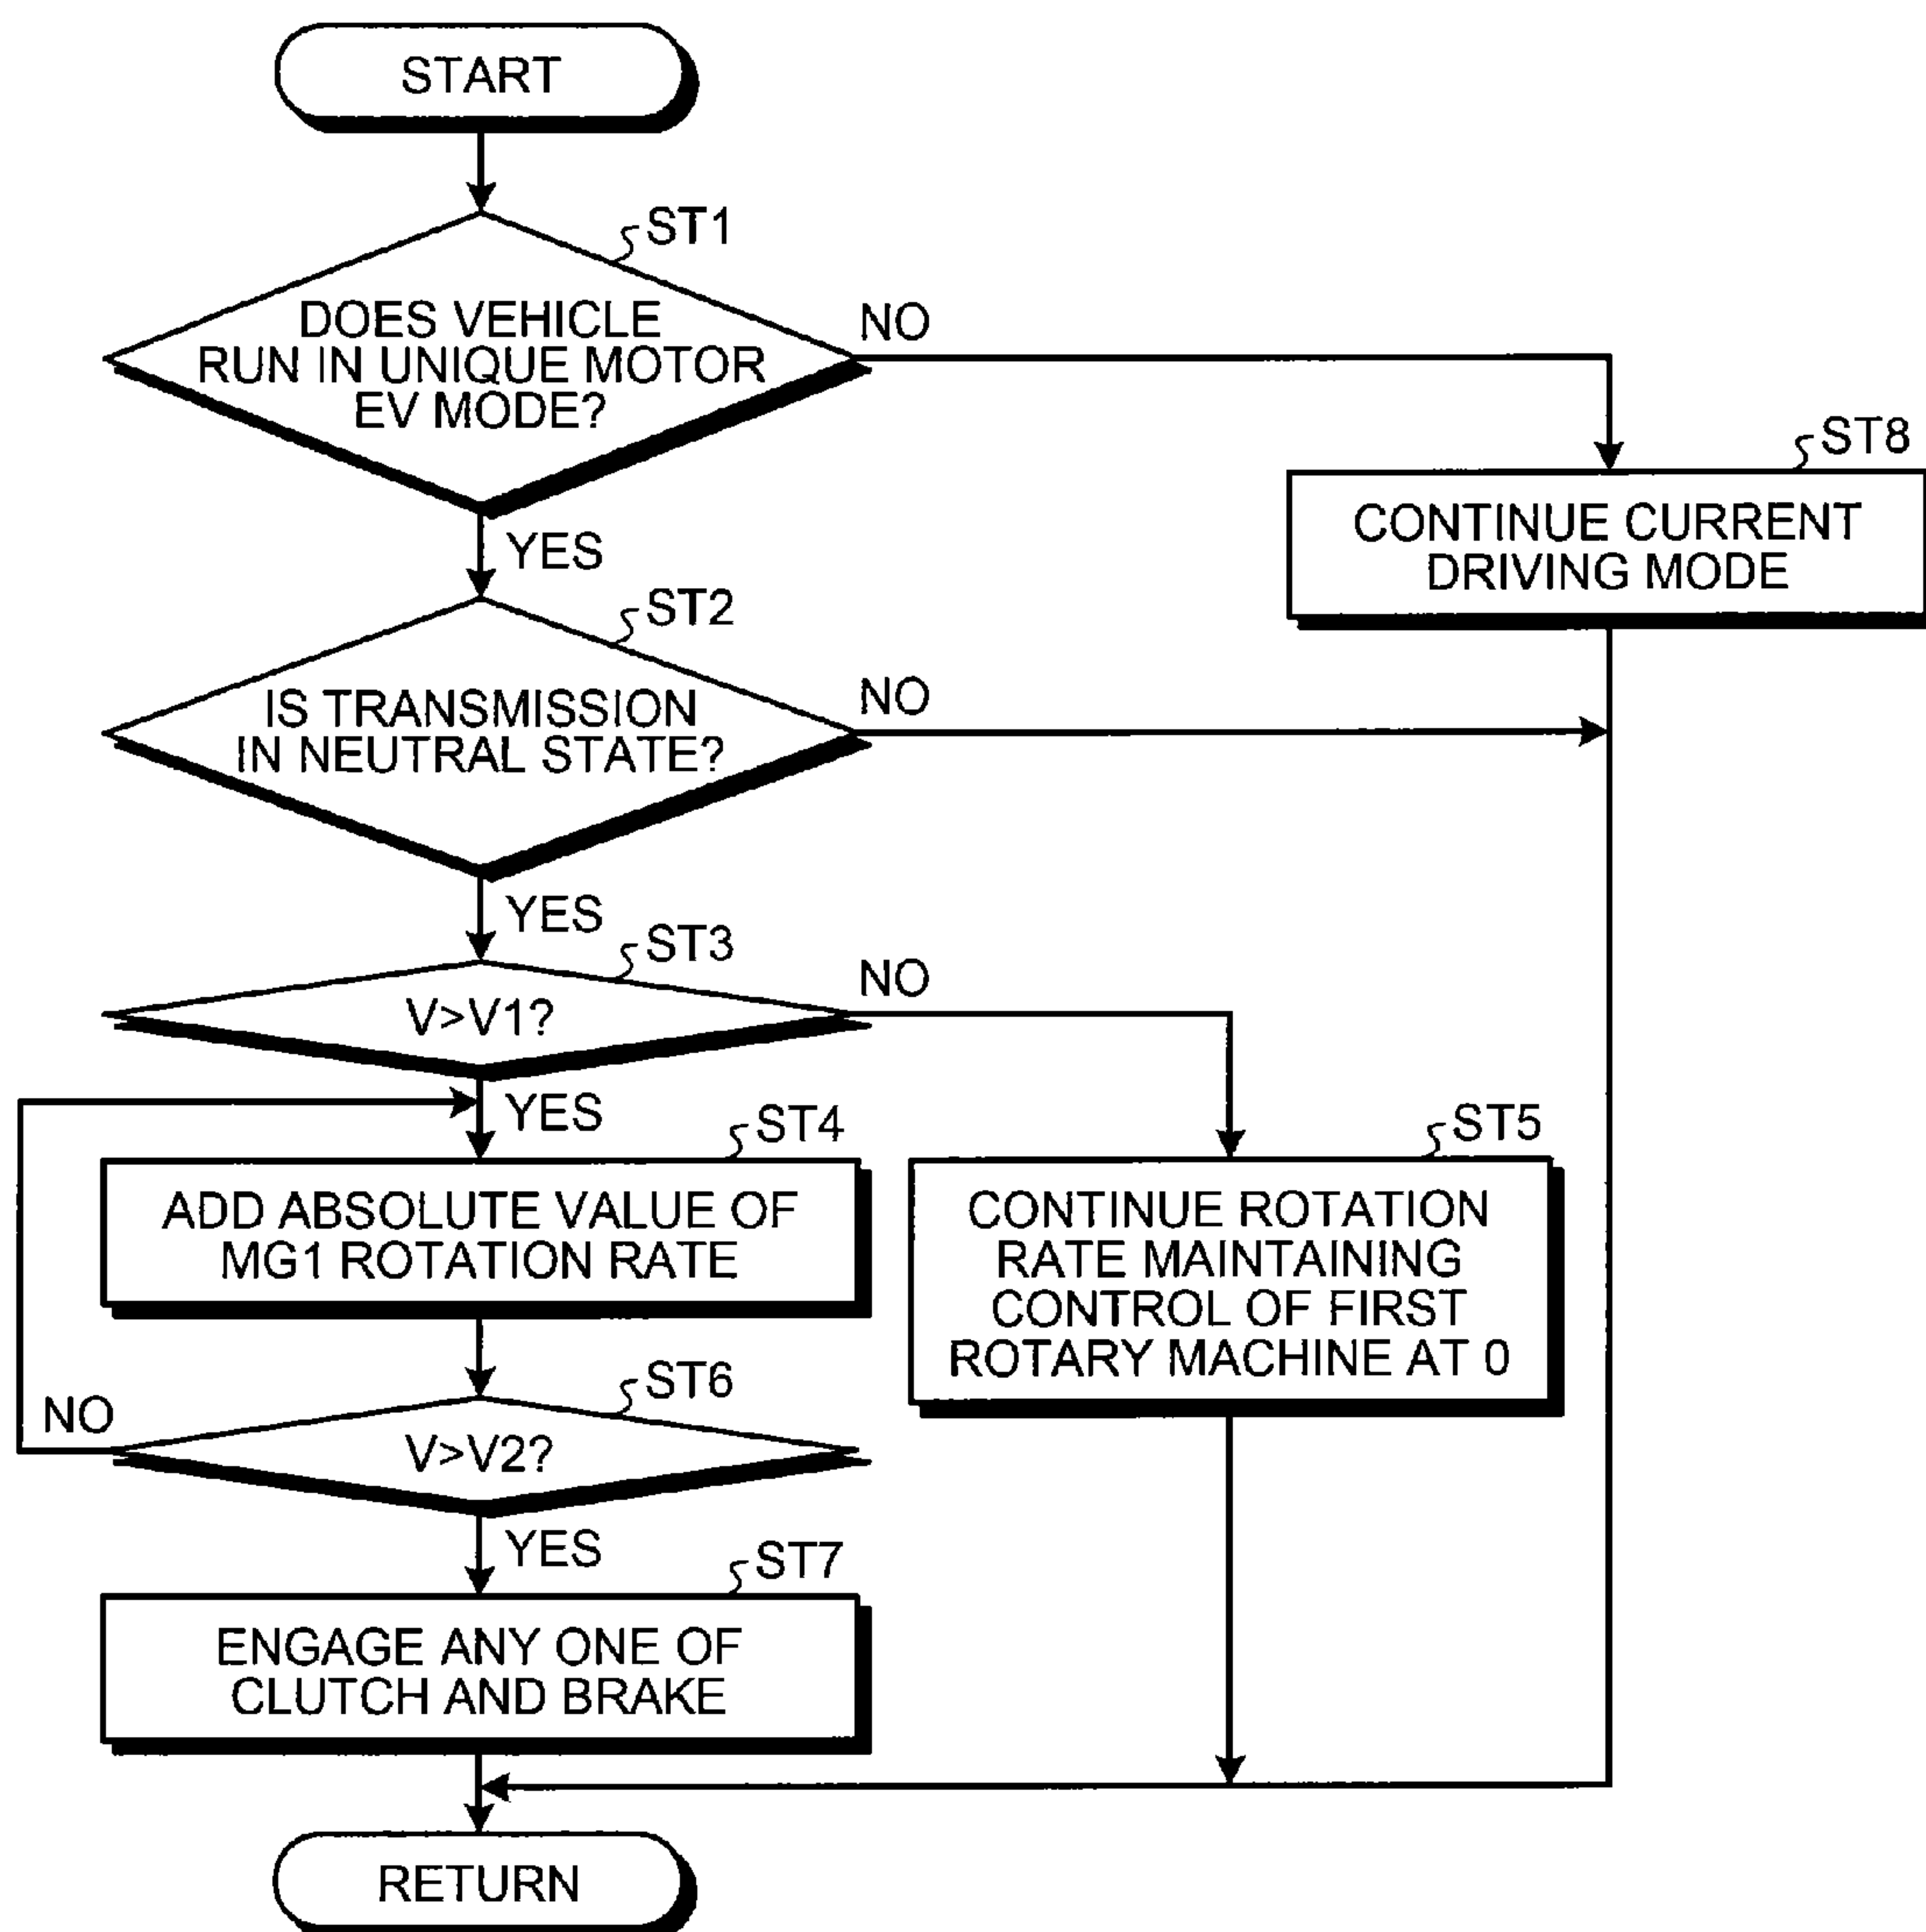 START
ST1
DOES VEHICLE
RUN IN UNIQUE MOTOR
EV MODE?
NO
YES
ST8
CONTINUE CURRENT
DRIVING MODE
ST2
IS TRANSMISSION
IN NEUTRAL STATE?
NO
YES
ST3
V>V1?
NO
YES
ST4
ADD ABSOLUTE VALUE OF
MG1 ROTATION RATE
ST5
CONTINUE ROTATION
RATE MAINTAINING
CONTROL OF FIRST
ROTARY MACHINE AT 0
ST6
V>V2?
NO
YES
ST7
ENGAGE ANY ONE OF
CLUTCH AND BRAKE
RETURN